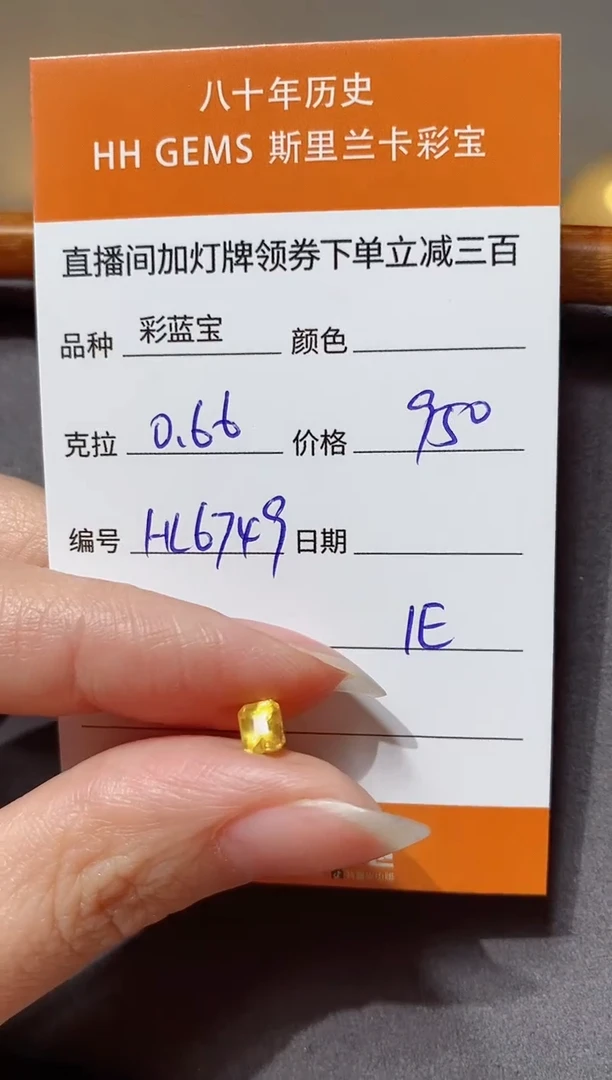 八十年历史
HH GEMS 斯里兰卡彩宝
直播间加灯牌领券下单立减三百
品种 彩蓝宝 颜色
克拉 0.66 价格 950
编号 HL6749 日期
1E